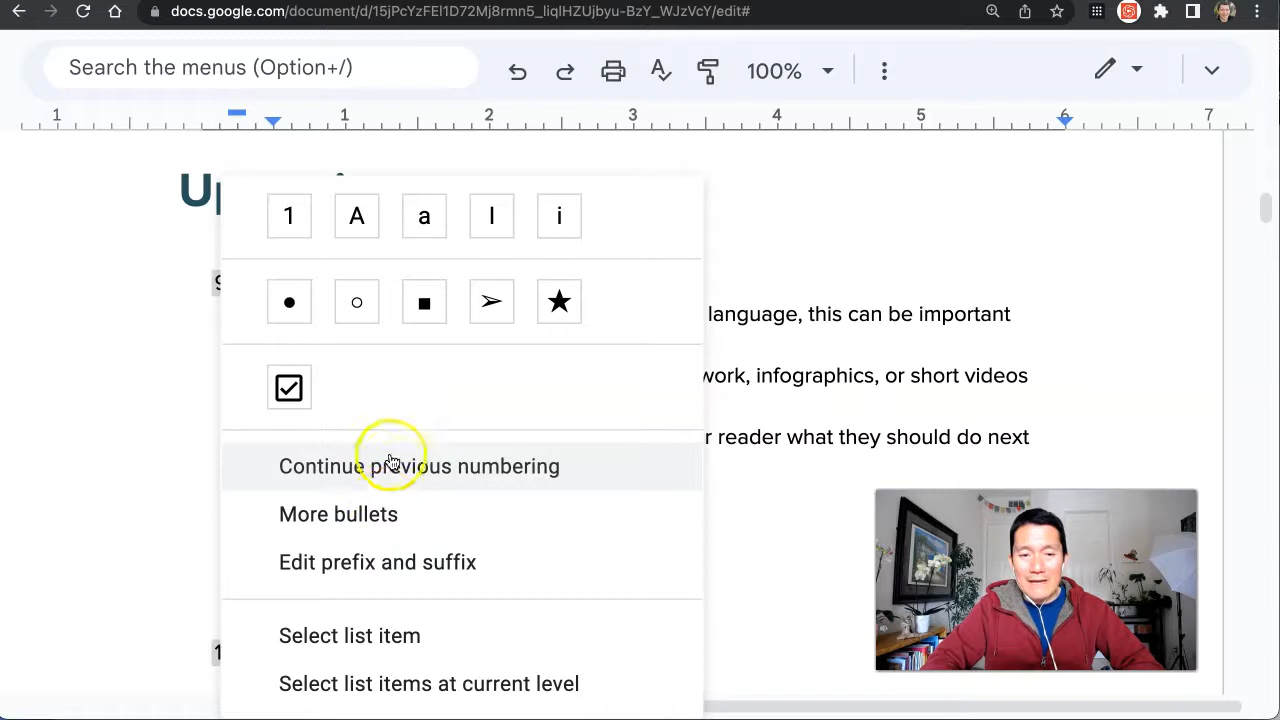 docs.google.com/document/d/15jPcYzFEl1D72Mj8rmn5_liqlHZUjbyu-BzY_WJzVcY/edit#
Search the menus (Option+/)
100%
1 1 2 3 4 5 6 7
1 A a I i
language, this can be important
work, infographics, or short videos
r reader what they should do next
Continue previous numbering
More bullets
Edit prefix and suffix
Select list item
Select list items at current level